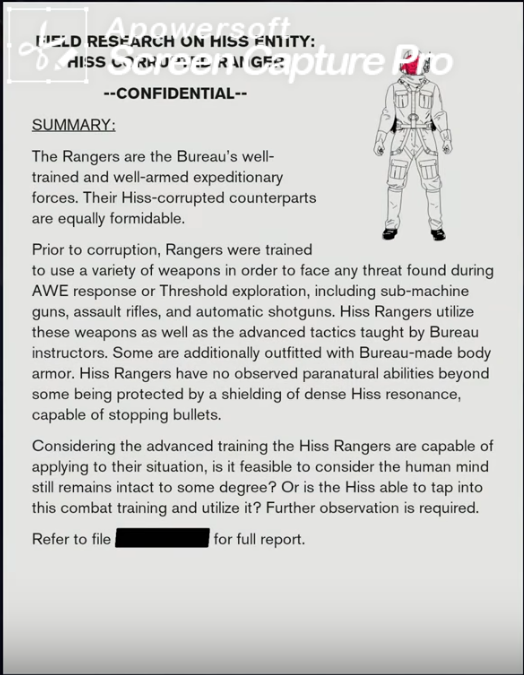 Apowersoft
Screen Capture Pro
FIELD RESEARCH ON HISS ENTITY:
HISS CORRUPTED RANGER
--CONFIDENTIAL--
SUMMARY:
The Rangers are the Bureau's well-
trained and well-armed expeditionary
forces. Their Hiss-corrupted counterparts
are equally formidable.
Prior to corruption, Rangers were trained
to use a variety of weapons in order to face any threat found during
AWE response or Threshold exploration, including sub-machine
guns, assault rifles, and automatic shotguns. Hiss Rangers utilize
these weapons as well as the advanced tactics taught by Bureau
instructors. Some are additionally outfitted with Bureau-made body
armor. Hiss Rangers have no observed paranatural abilities beyond
some being protected by a shielding of dense Hiss resonance,
capable of stopping bullets.
Considering the advanced training the Hiss Rangers are capable of
applying to their situation, is it feasible to consider the human mind
still remains intact to some degree? Or is the Hiss able to tap into
this combat training and utilize it? Further observation is required.
Refer to file for full report.